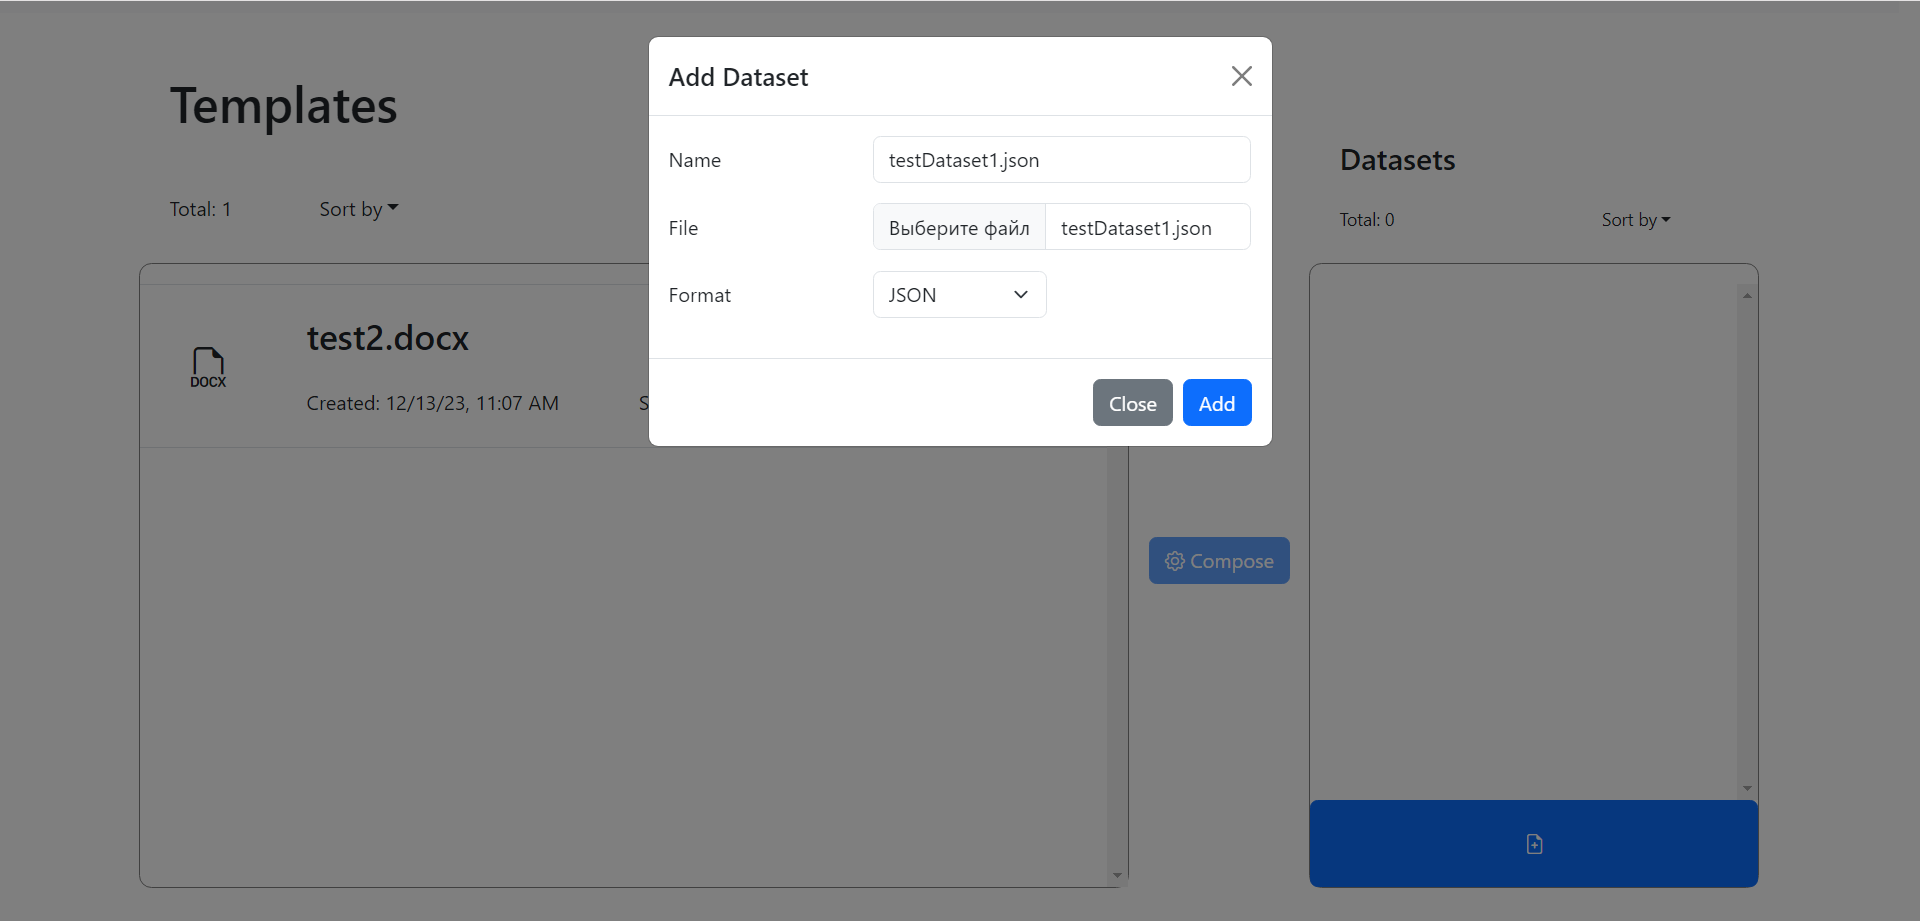 Add Dataset
Name
testDataset1.json
File
Выберите файл
testDataset1.json
Format
JSON
Close
Add
Templates
Total: 1
Sort by
DOCX
test2.docx
Created: 12/13/23, 11:07 AM
Compose
Datasets
Total: 0
Sort by